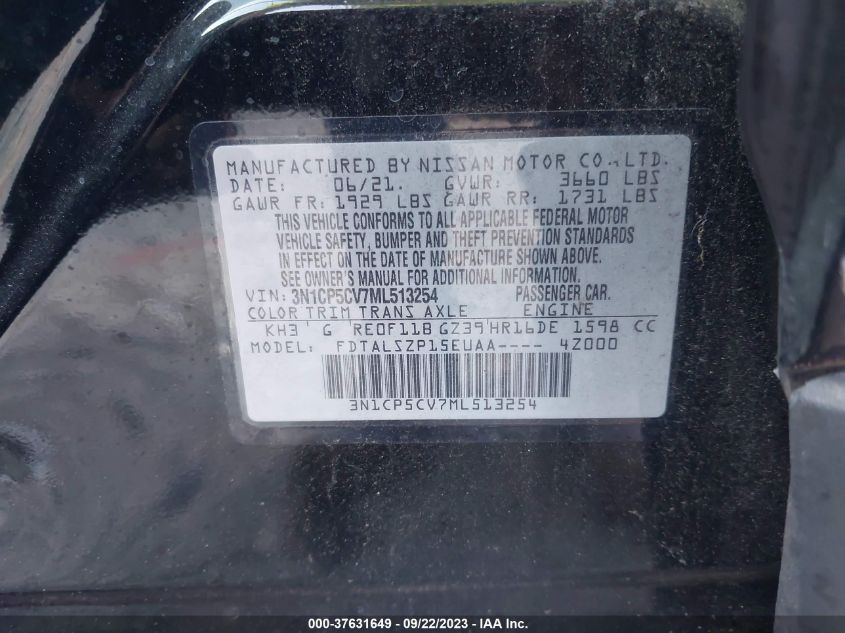 MANUFACTURED BY NISSAN MOTOR CO., LTD.
DATE: 06/21. GVWR: 3660 LBS
GAWR FR: 1929 LBS GAWR RR: 1731 LBS
THIS VEHICLE CONFORMS TO ALL APPLICABLE FEDERAL MOTOR
VEHICLE SAFETY, BUMPER AND THEFT PREVENTION STANDARDS
IN EFFECT ON THE DATE OF MANUFACTURE SHOWN ABOVE.
SEE OWNER'S MANUAL FOR ADDITIONAL INFORMATION.
VIN: 3N1CP5CV7ML513254 PASSENGER CAR.
COLOR TRIM TRANS AXLE ENGINE
KH3 G RE0F11B GZ39 HR16DE 1598 CC
MODEL: FDTALSZP15EUAA---- 4Z000
3N1CP5CV7ML513254
000-37631649 - 09/22/2023 - IAAI.com